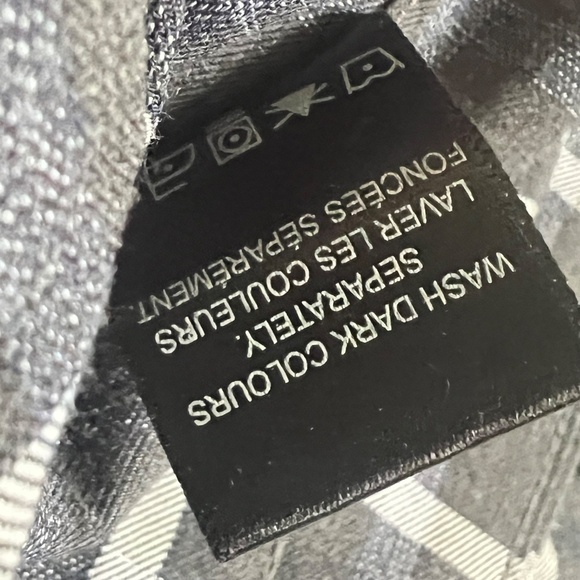 WASH DARK COLOURS
SEPARATELY.
LAVER LES COULEURS
FONCÉES SÉPARÉMENT.